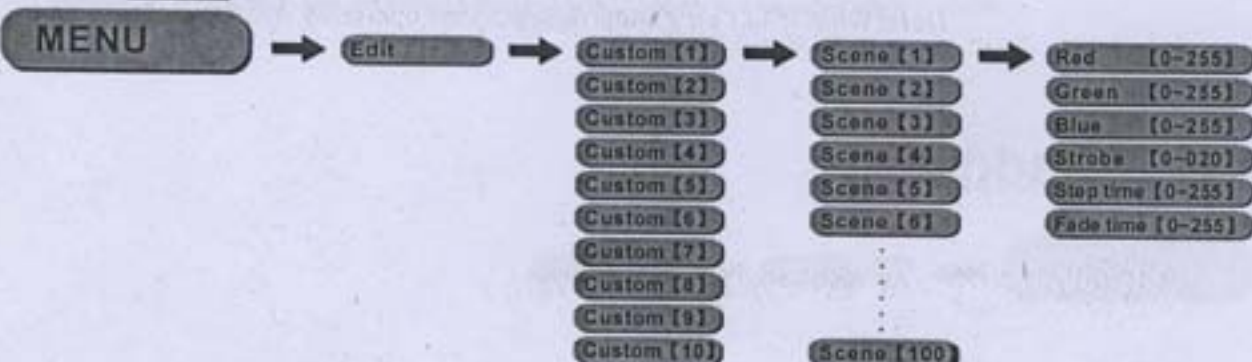 MENU
Edit
Custom【1】
Custom【2】
Custom【3】
Custom【4】
Custom【5】
Custom【6】
Custom【7】
Custom【8】
Custom【9】
Custom【10】
Scene【1】
Scene【2】
Scene【3】
Scene【4】
Scene【5】
Scene【6】
Scene【100】
Red 【0-255】
Green 【0-255】
Blue 【0-255】
Strobe 【0-020】
Step time【0-255】
Fade time【0-255】